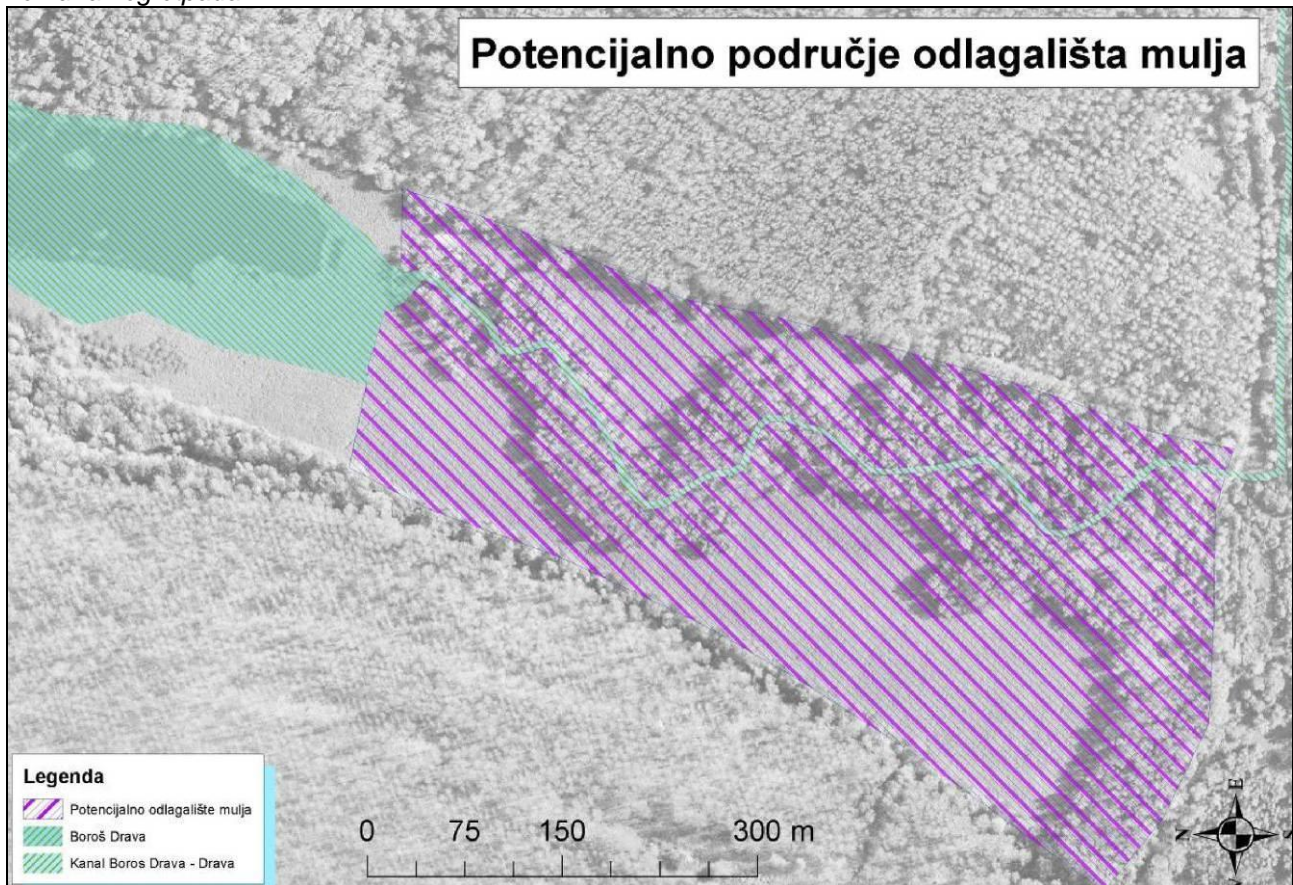 Potencijalno područje odlagališta mulja
Legenda
Potencijalno odlagalište mulja
Boroš Drava
Kanal Boros Drava - Drava
0 75 150 300 m
E
N